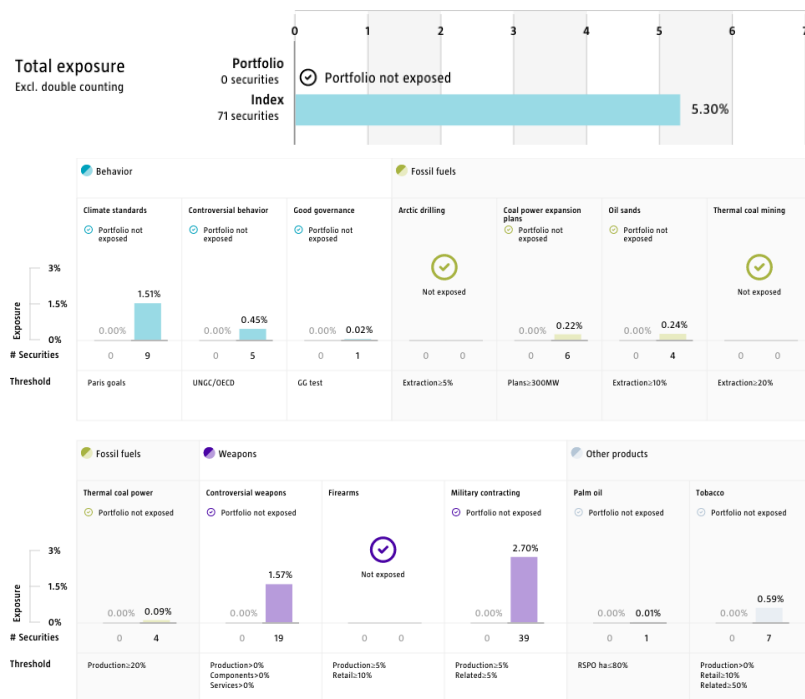 0 1 2 3 4 5 6 7
Total exposure
Excl. double counting
Portfolio
0 securities
Portfolio not exposed
Index
71 securities
5.30%
Behavior
Fossil fuels
Climate standards
Controversial behavior
Good governance
Arctic drilling
Coal power expansion
plans
Oil sands
Thermal coal mining
Portfolio not
exposed
Portfolio not
exposed
Portfolio not
exposed
Not exposed
Portfolio not
exposed
Portfolio not
exposed
Not exposed
Exposure
3%
1.5%
0%
0.00% 1.51%
0.00% 0.45%
0.00% 0.02%
0.00% 0.22%
0.00% 0.24%
# Securities
0 9
0 5
0 1
0 0
0 6
0 4
0 0
Threshold
Paris goals
UNGC/OECD
GG test
Extraction≥5%
Plans≥300MW
Extraction≥10%
Extraction≥20%
Fossil fuels
Weapons
Other products
Thermal coal power
Controversial weapons
Firearms
Military contracting
Palm oil
Tobacco
Portfolio not exposed
Portfolio not exposed
Not exposed
Portfolio not exposed
Portfolio not exposed
Portfolio not exposed
Exposure
3%
1.5%
0%
0.00% 0.09%
0.00% 1.57%
0.00% 2.70%
0.00% 0.01%
0.00% 0.59%
# Securities
0 4
0 19
0 0
0 39
0 1
0 7
Threshold
Production≥20%
Production>0%
Components>0%
Services>0%
Production≥5%
Retail≥10%
Production≥5%
Related≥5%
RSPO ha≤80%
Production>0%
Retail≥10%
Related≥50%